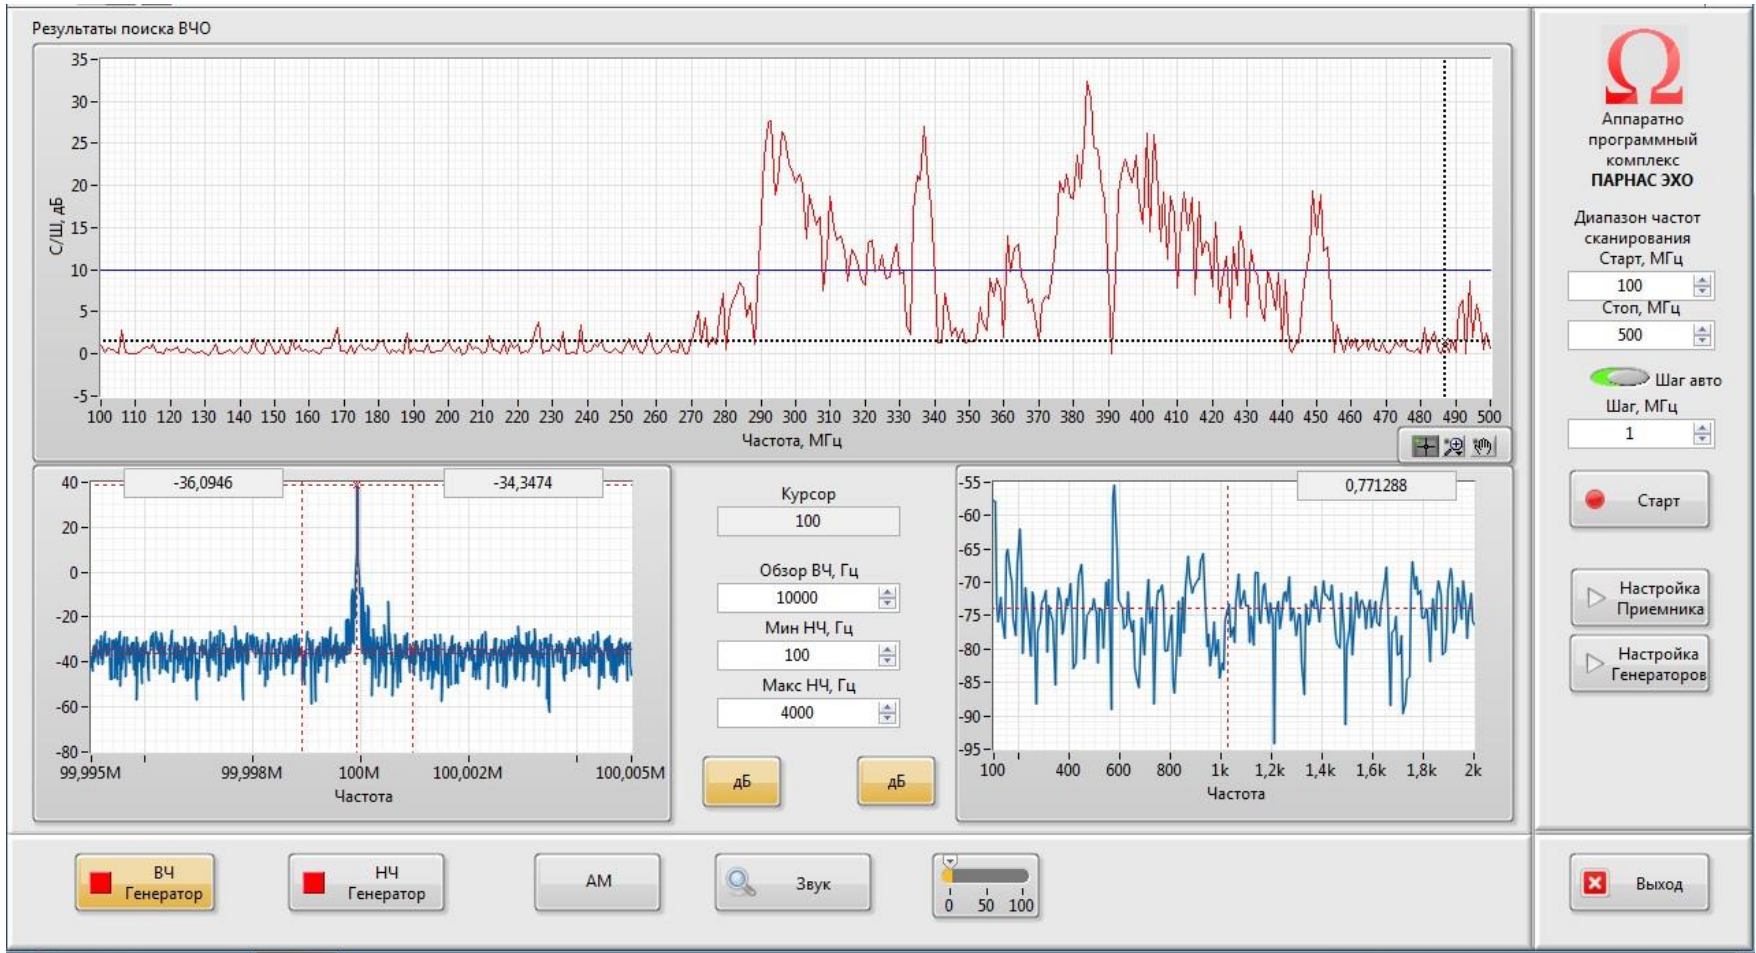 Результаты поиска ВЧО
35
30
25
20
15
10
5
0
-5
С/Ш, дБ
100 110 120 130 140 150 160 170 180 190 200 210 220 230 240 250 260 270 280 290 300 310 320 330 340 350 360 370 380 390 400 410 420 430 440 450 460 470 480 490 500
Частота, МГц
-36,0946
-34,3474
40
20
0
-20
-40
-60
-80
99,995M 99,998M 100M 100,002M 100,005M
Частота
Курсор
100
Обзор ВЧ, Гц
10000
Мин НЧ, Гц
100
Макс НЧ, Гц
4000
дБ
дБ
0,771288
-55
-60
-65
-70
-75
-80
-85
-90
-95
100 400 600 800 1k 1,2k 1,4k 1,6k 1,8k 2k
Частота
Ω
Аппаратно
программный
комплекс
ПАРНАС ЭХО
Диапазон частот
сканирования
Старт, МГц
100
Стоп, МГц
500
Шаг авто
Шаг, МГц
1
Старт
Настройка
Приемника
Настройка
Генераторов
ВЧ
Генератор
НЧ
Генератор
АМ
Звук
0 50 100
Выход